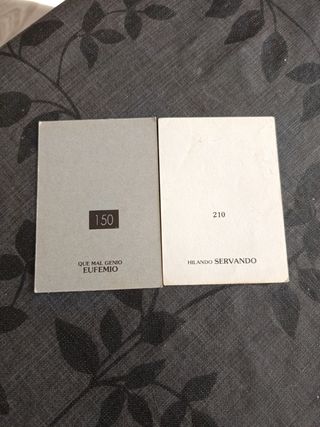 150
QUE MAL GENIO
EUFEMIO
210
HILANDO SERVANDO